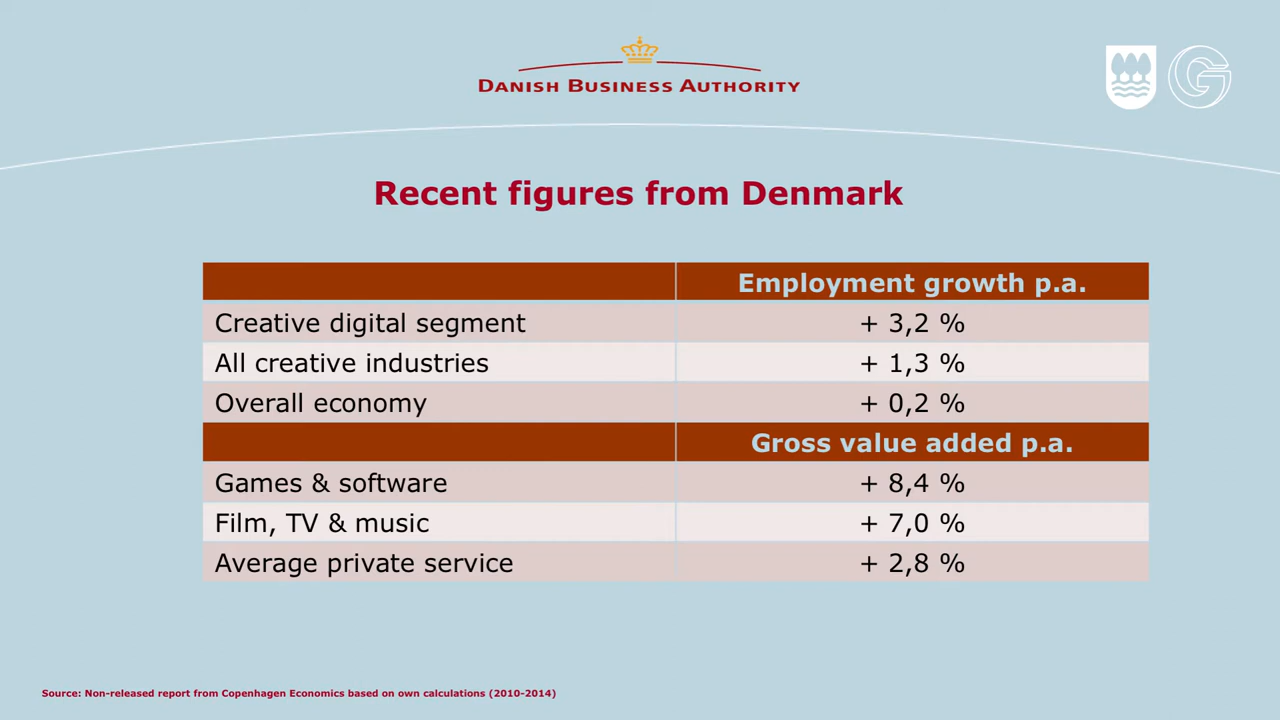 DANISH BUSINESS AUTHORITY
Recent figures from Denmark
Employment growth p.a.
Creative digital segment + 3,2 %
All creative industries + 1,3 %
Overall economy + 0,2 %
Gross value added p.a.
Games & software + 8,4 %
Film, TV & music + 7,0 %
Average private service + 2,8 %
Source: Non-released report from Copenhagen Economics based on own calculations (2010-2014)